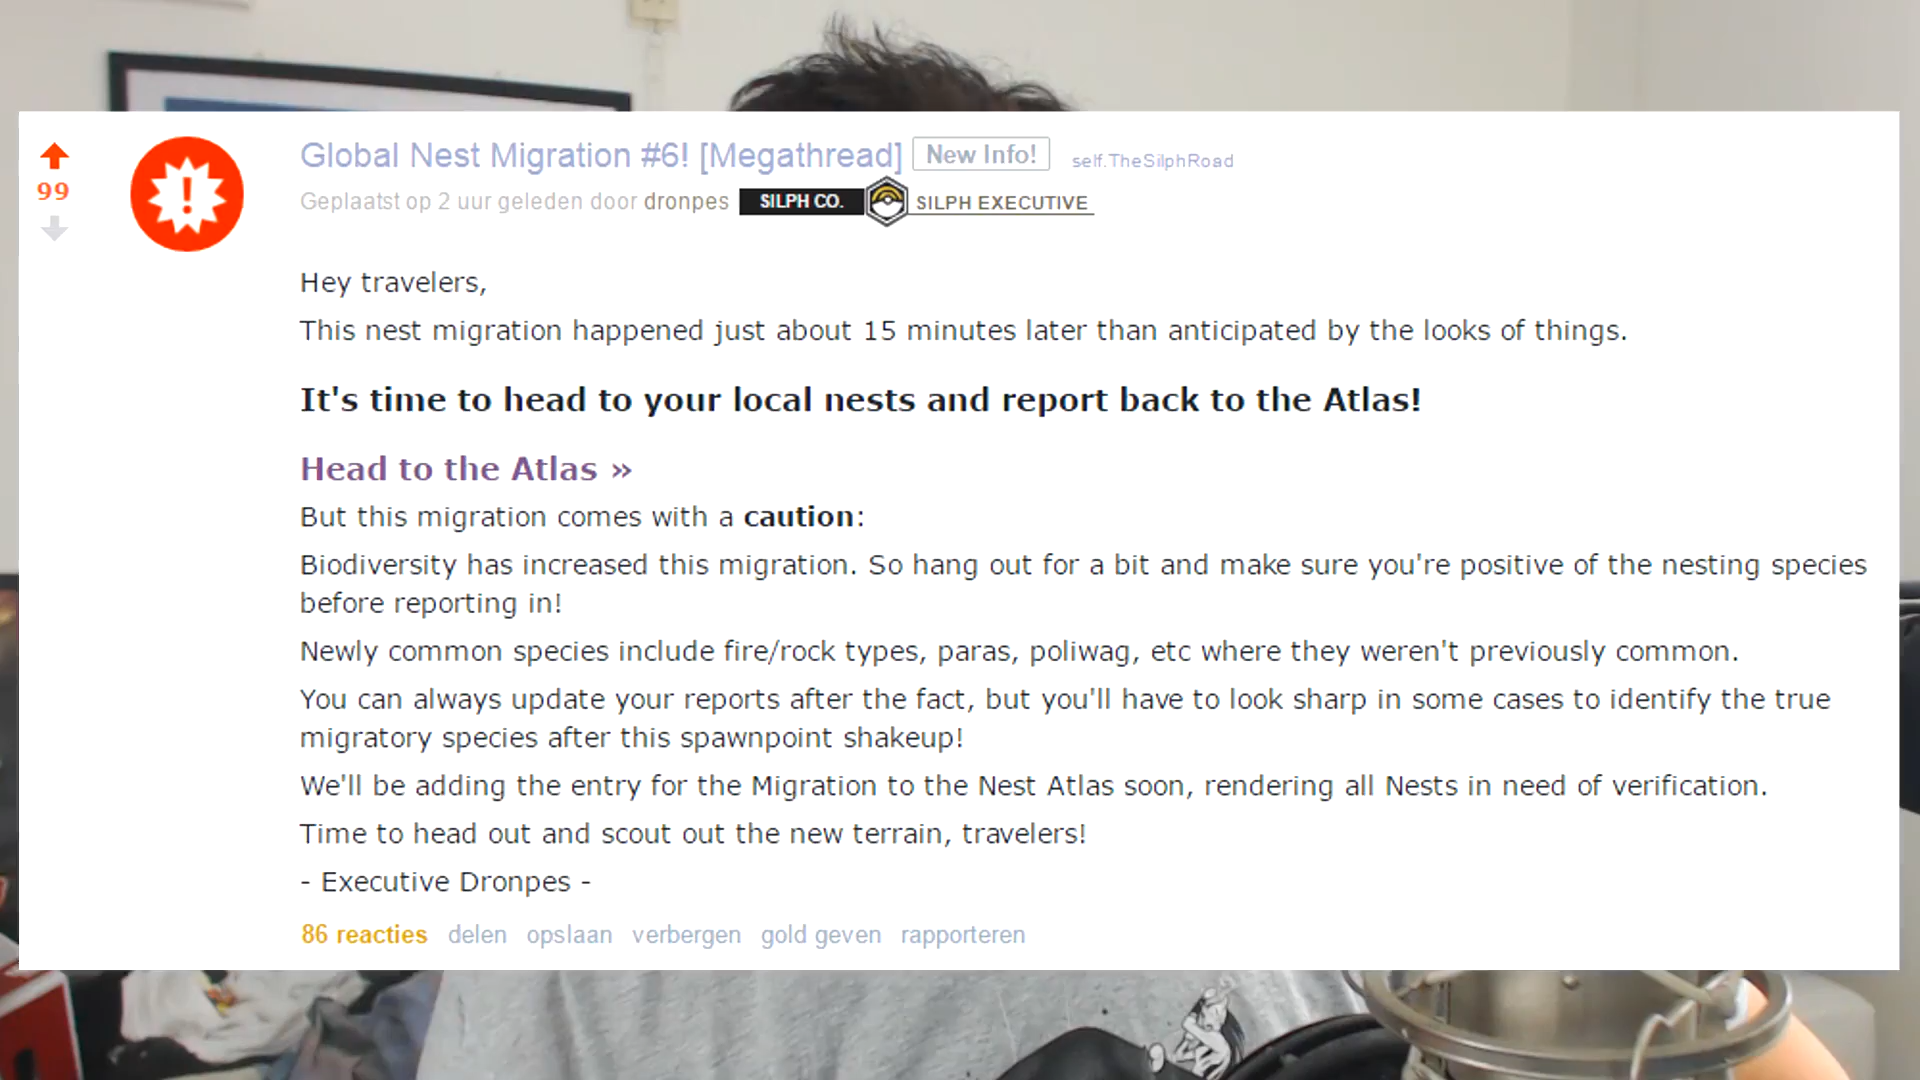 99
Global Nest Migration #6! [Megathread] New Info! self.TheSilphRoad
Geplaatst op 2 uur geleden door dronpes SILPH CO. SILPH EXECUTIVE
Hey travelers,
This nest migration happened just about 15 minutes later than anticipated by the looks of things.
It's time to head to your local nests and report back to the Atlas!
Head to the Atlas »
But this migration comes with a caution:
Biodiversity has increased this migration. So hang out for a bit and make sure you're positive of the nesting species
before reporting in!
Newly common species include fire/rock types, paras, poliwag, etc where they weren't previously common.
You can always update your reports after the fact, but you'll have to look sharp in some cases to identify the true
migratory species after this spawnpoint shakeup!
We'll be adding the entry for the Migration to the Nest Atlas soon, rendering all Nests in need of verification.
Time to head out and scout out the new terrain, travelers!
- Executive Dronpes -
86 reacties delen opslaan verbergen gold geven rapporteren